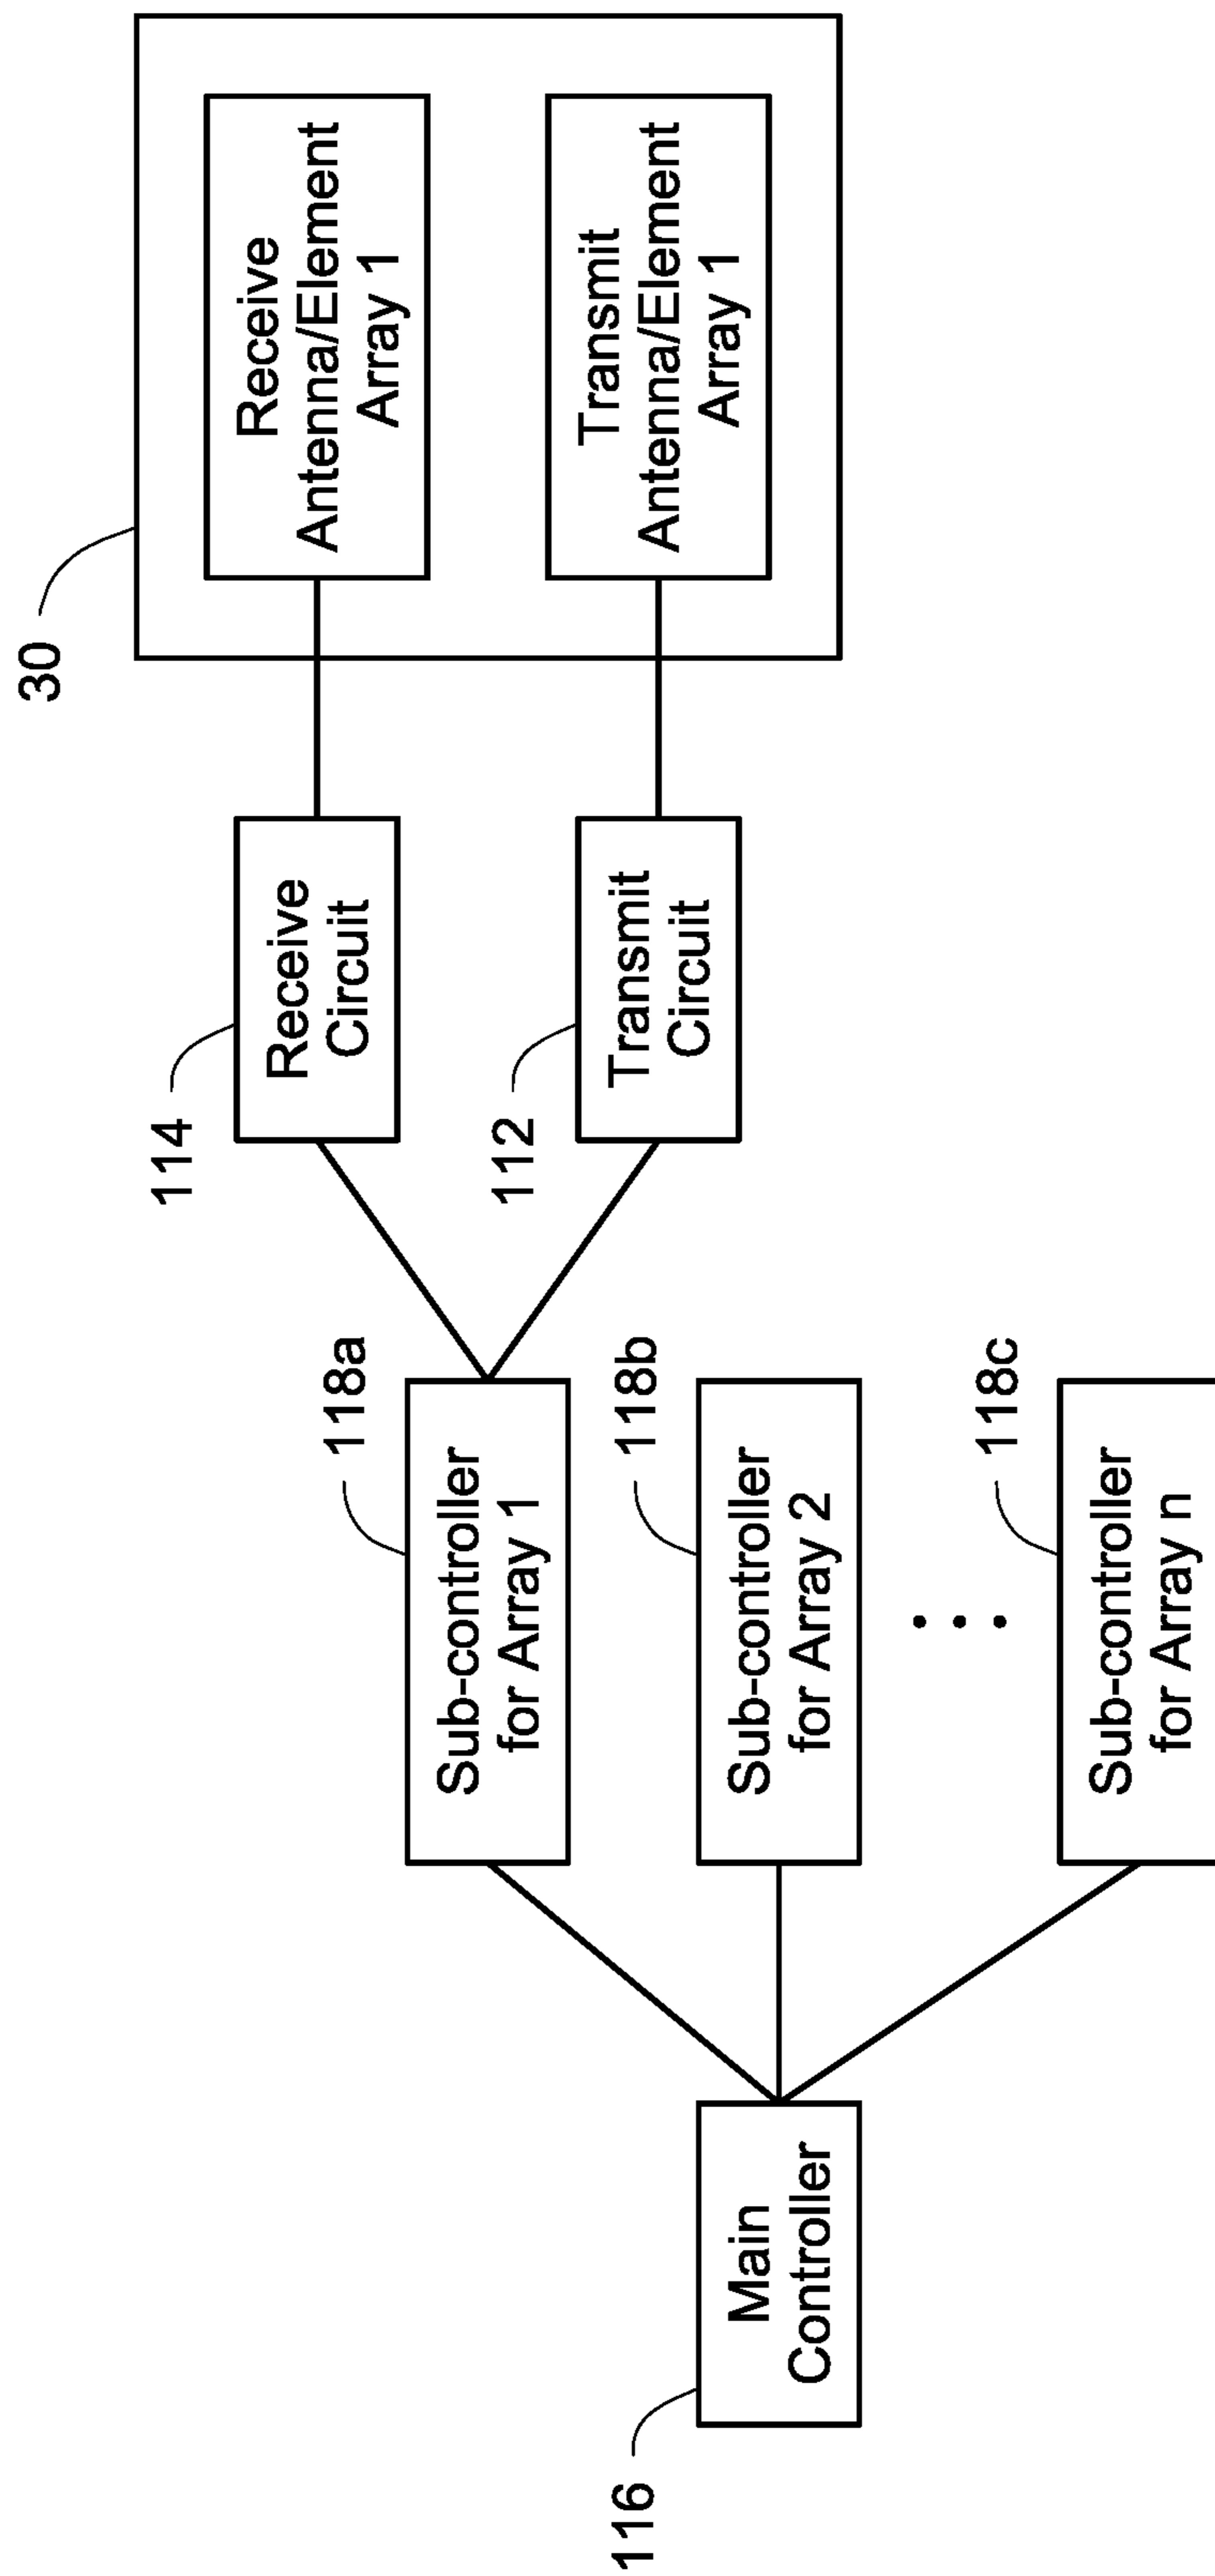 116
Main
Controller
118a
Sub-controller
for Array 1
118b
Sub-controller
for Array 2
118c
Sub-controller
for Array n
114
Receive
Circuit
112
Transmit
Circuit
30
Receive
Antenna/Element
Array 1
Transmit
Antenna/Element
Array 1